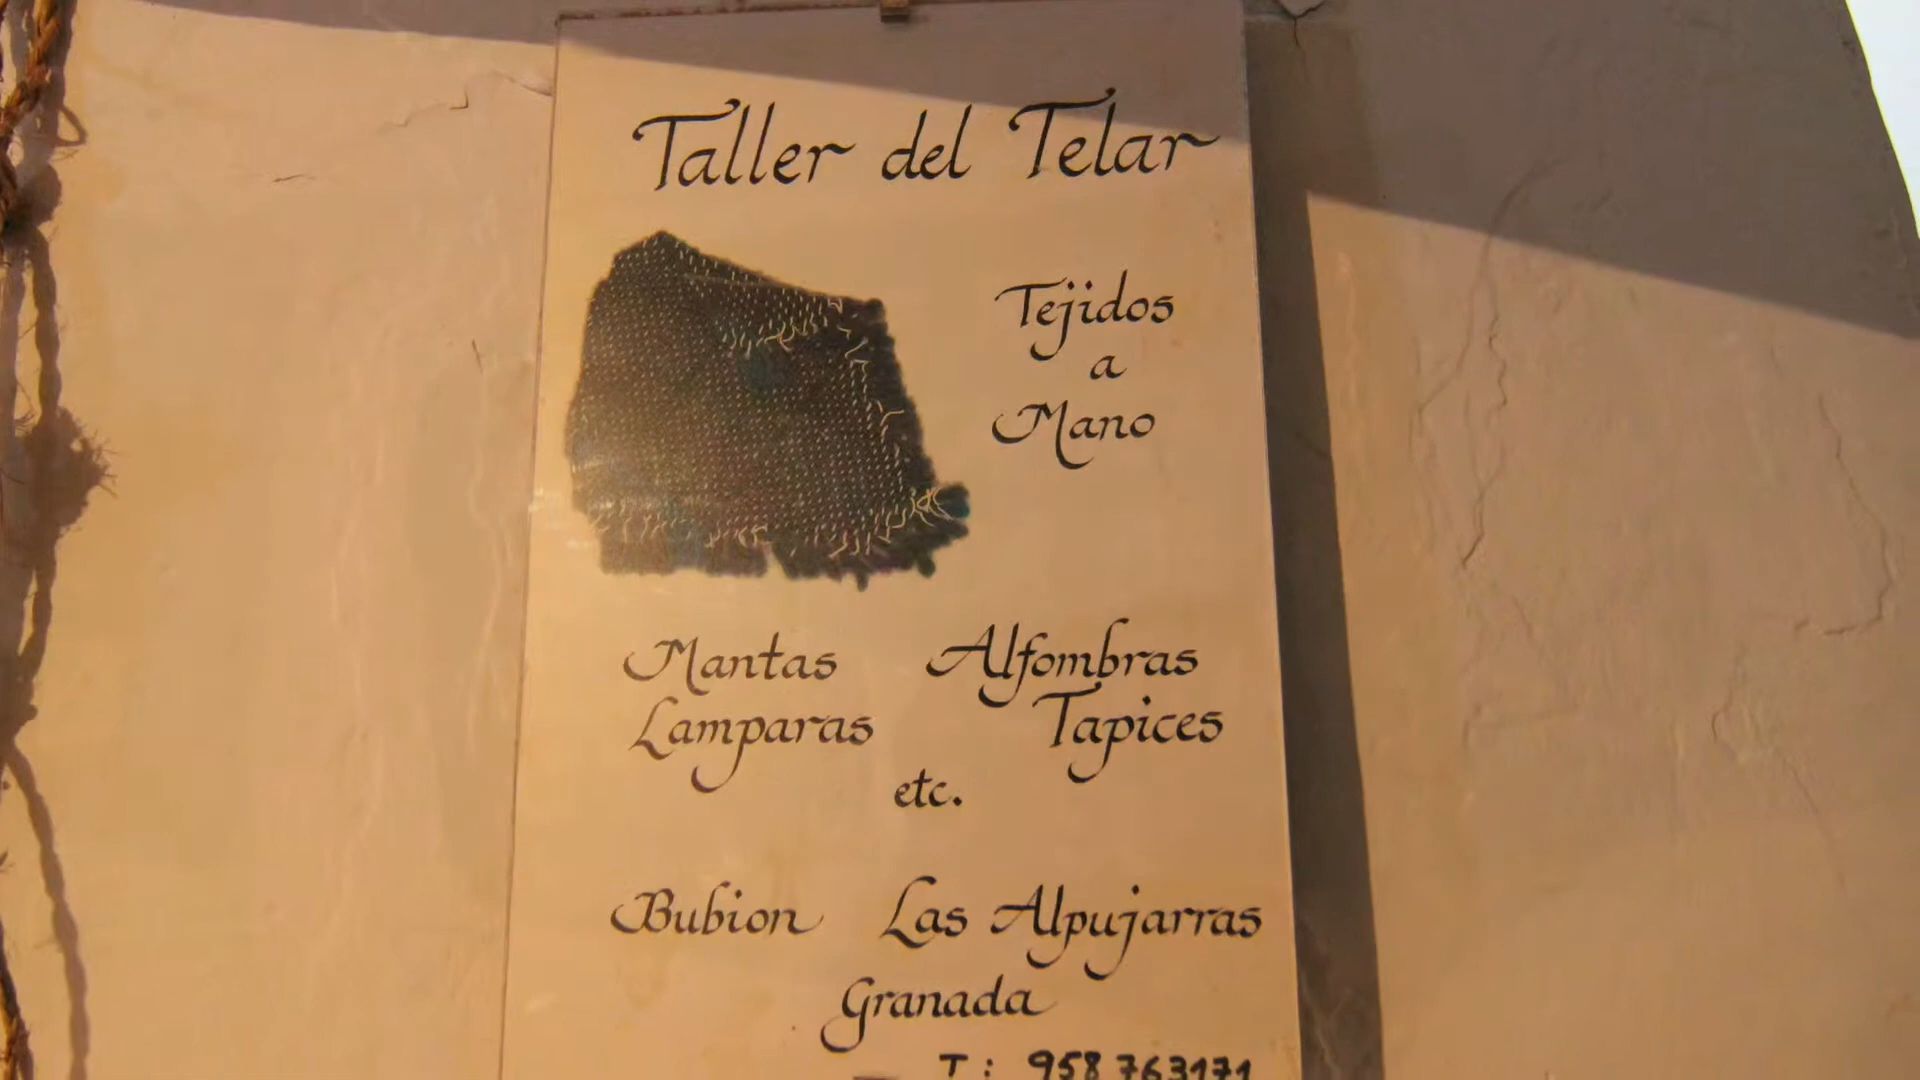 Taller del Telar
Tejidos
a
Mano
Mantas Alfombras
Lamparas Tapices
etc.
Bubion Las Alpujarras
Granada
T: 958 763171